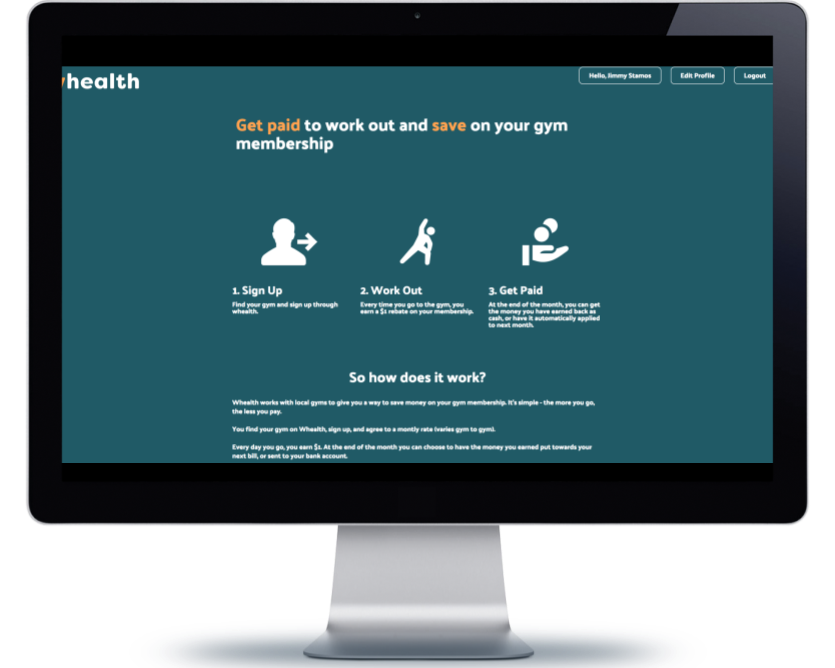 whealth
Hello, Jimmy Stamos
Edit Profile
Logout
Get paid to work out and save on your gym
membership
1. Sign Up
Find your gym and sign up through
whealth.
2. Work Out
Every time you go to the gym, you
earn a $1 rebate on your membership.
3. Get Paid
At the end of the month, you can get
the money you have earned back as
cash, or have it automatically applied
to next month.
So how does it work?
Whealth works with local gyms to give you a way to save money on your gym membership. It's simple - the more you go,
the less you pay.
You find your gym on Whealth, sign up, and agree to a montly rate (varies gym to gym).
Every day you go, you earn $1. At the end of the month you can choose to have the money you earned put towards your
next bill, or sent to your bank account.